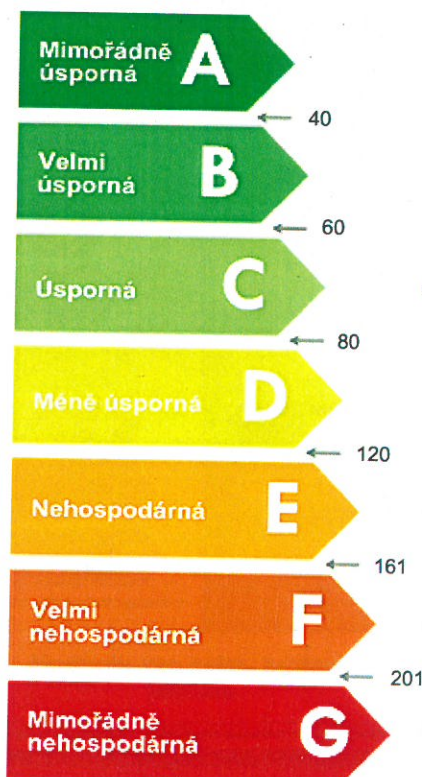 Mimořádně
úsporná
A
40
Velmi
úsporná
B
60
Úsporná
C
80
Méně úsporná
D
120
Nehospodárná
E
161
Velmi
nehospodárná
F
201
Mimořádně
nehospodárná
G